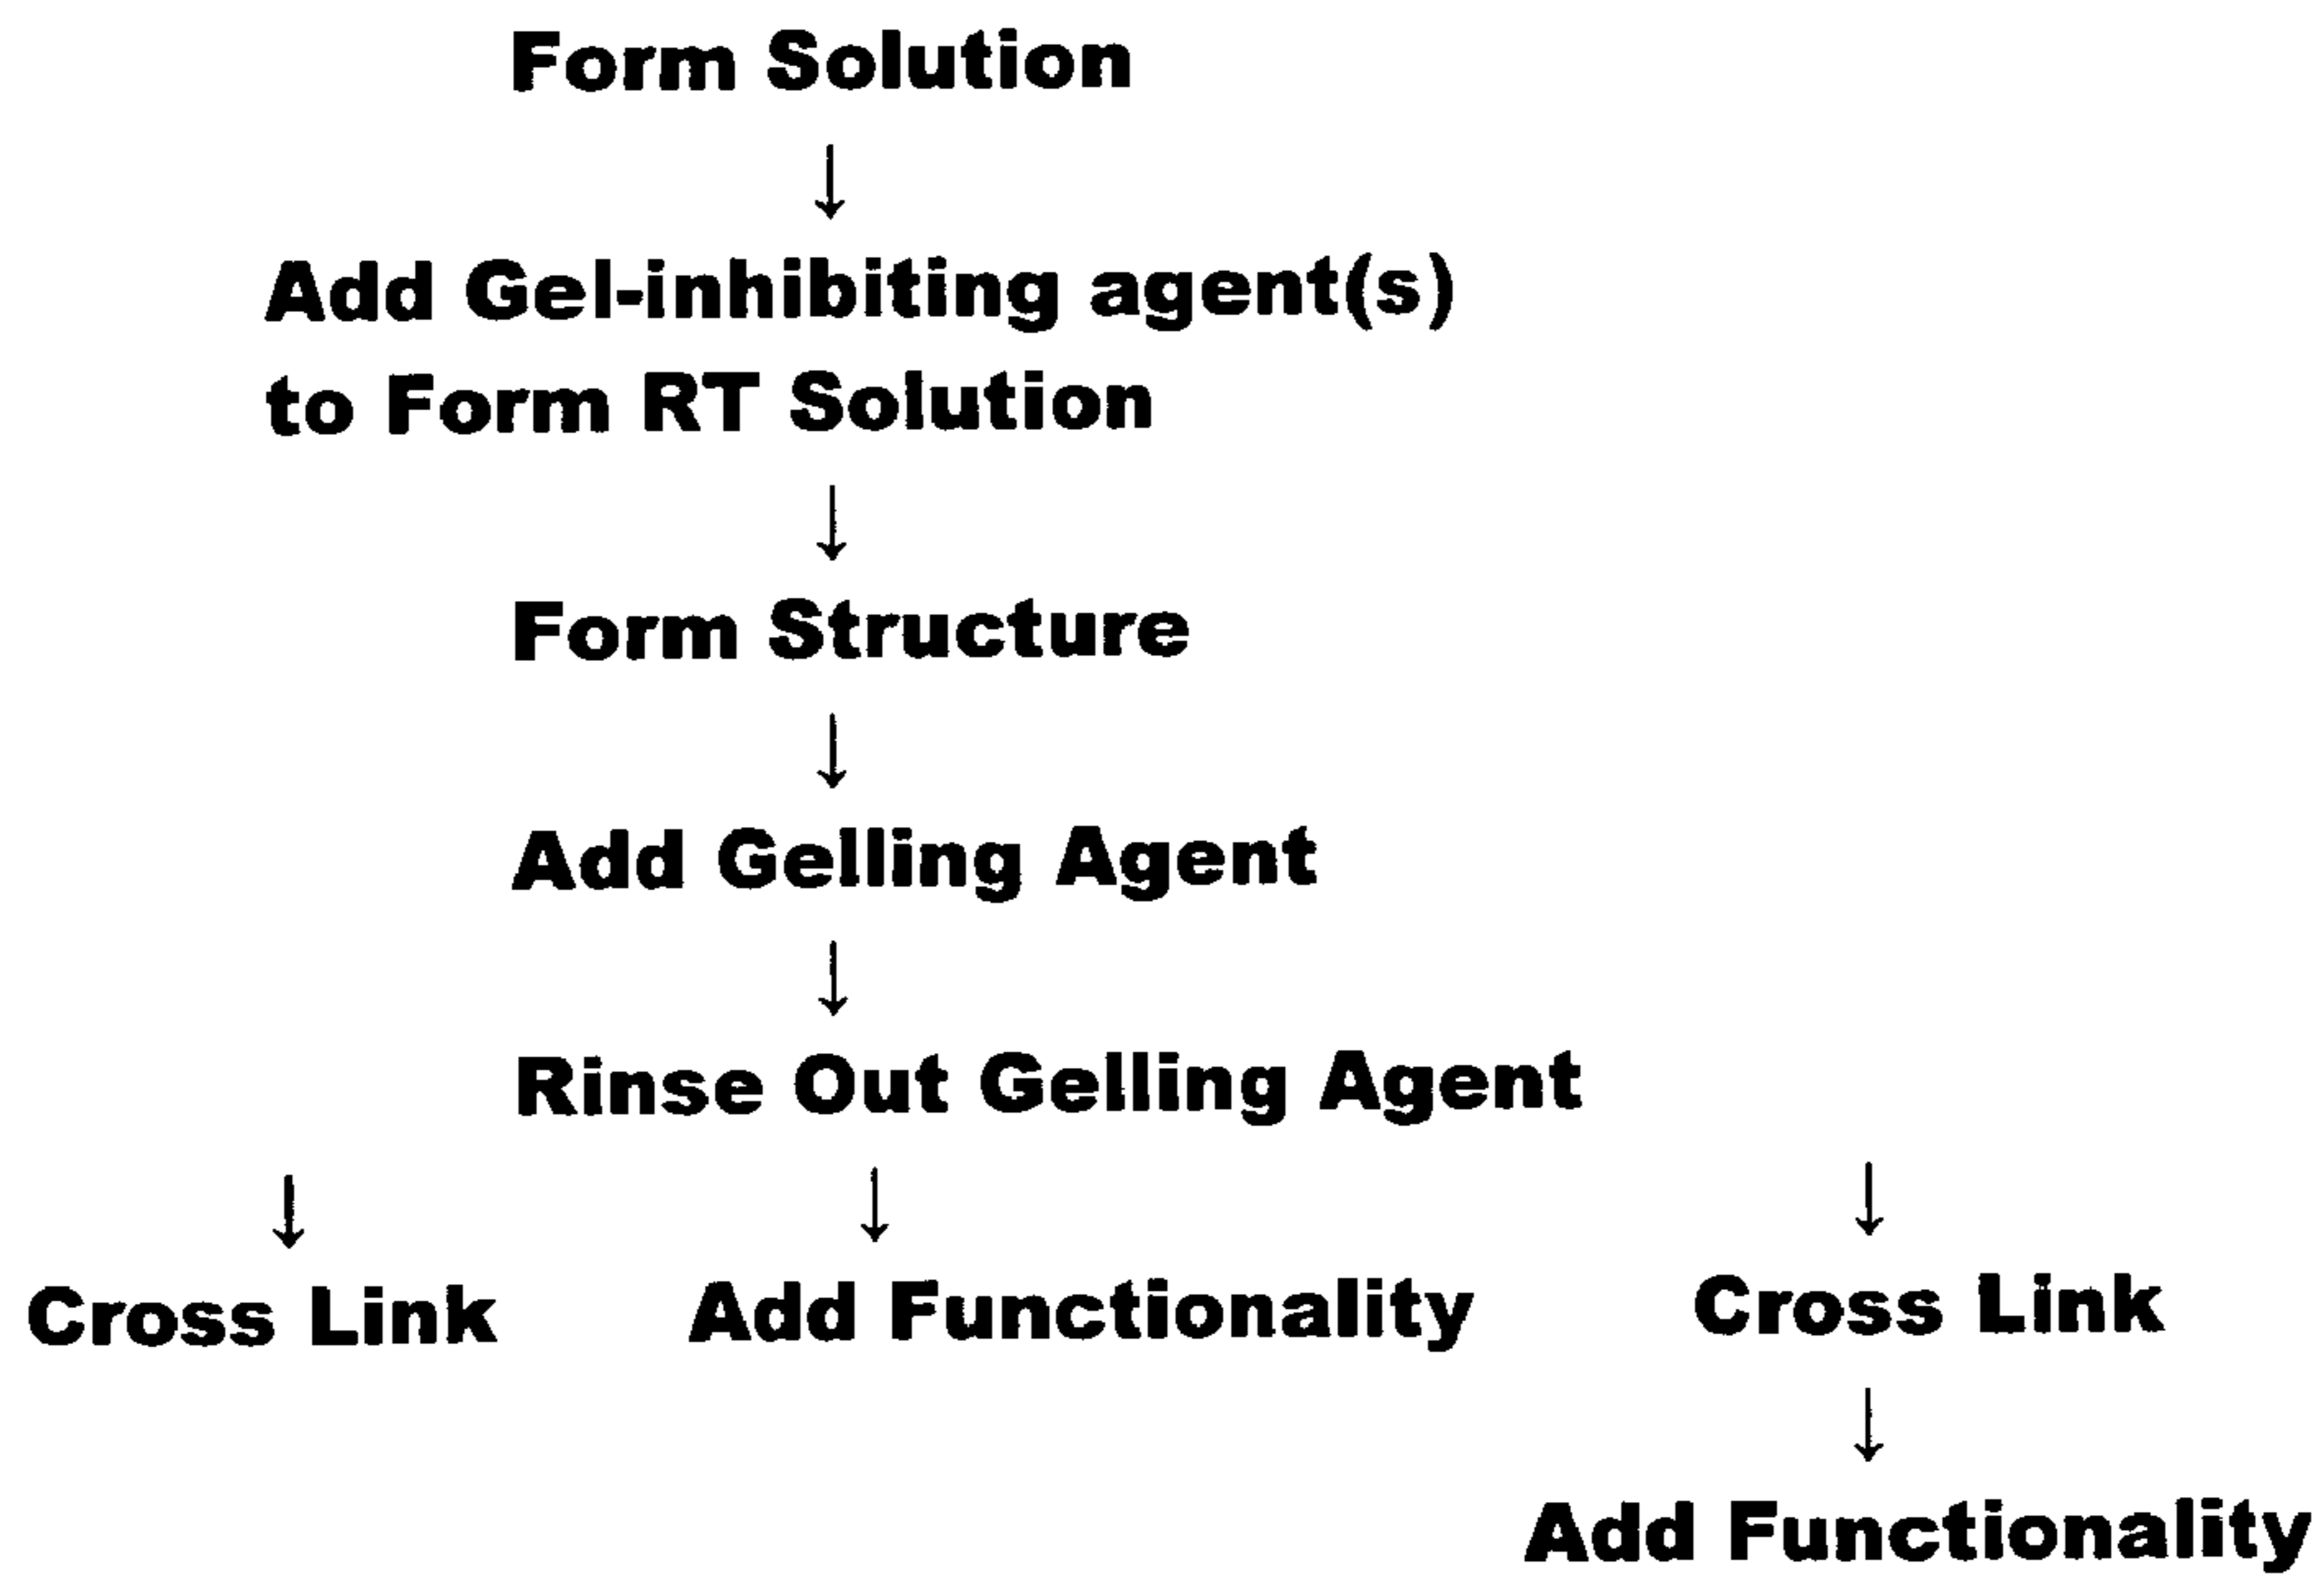 Form Solution
↓
Add Gel-inhibiting agent(s)
to Form RT Solution
↓
Form Structure
↓
Add Gelling Agent
↓
Rinse Out Gelling Agent
↓ ↓ ↓
Cross Link Add Functionality Cross Link
↓
Add Functionality